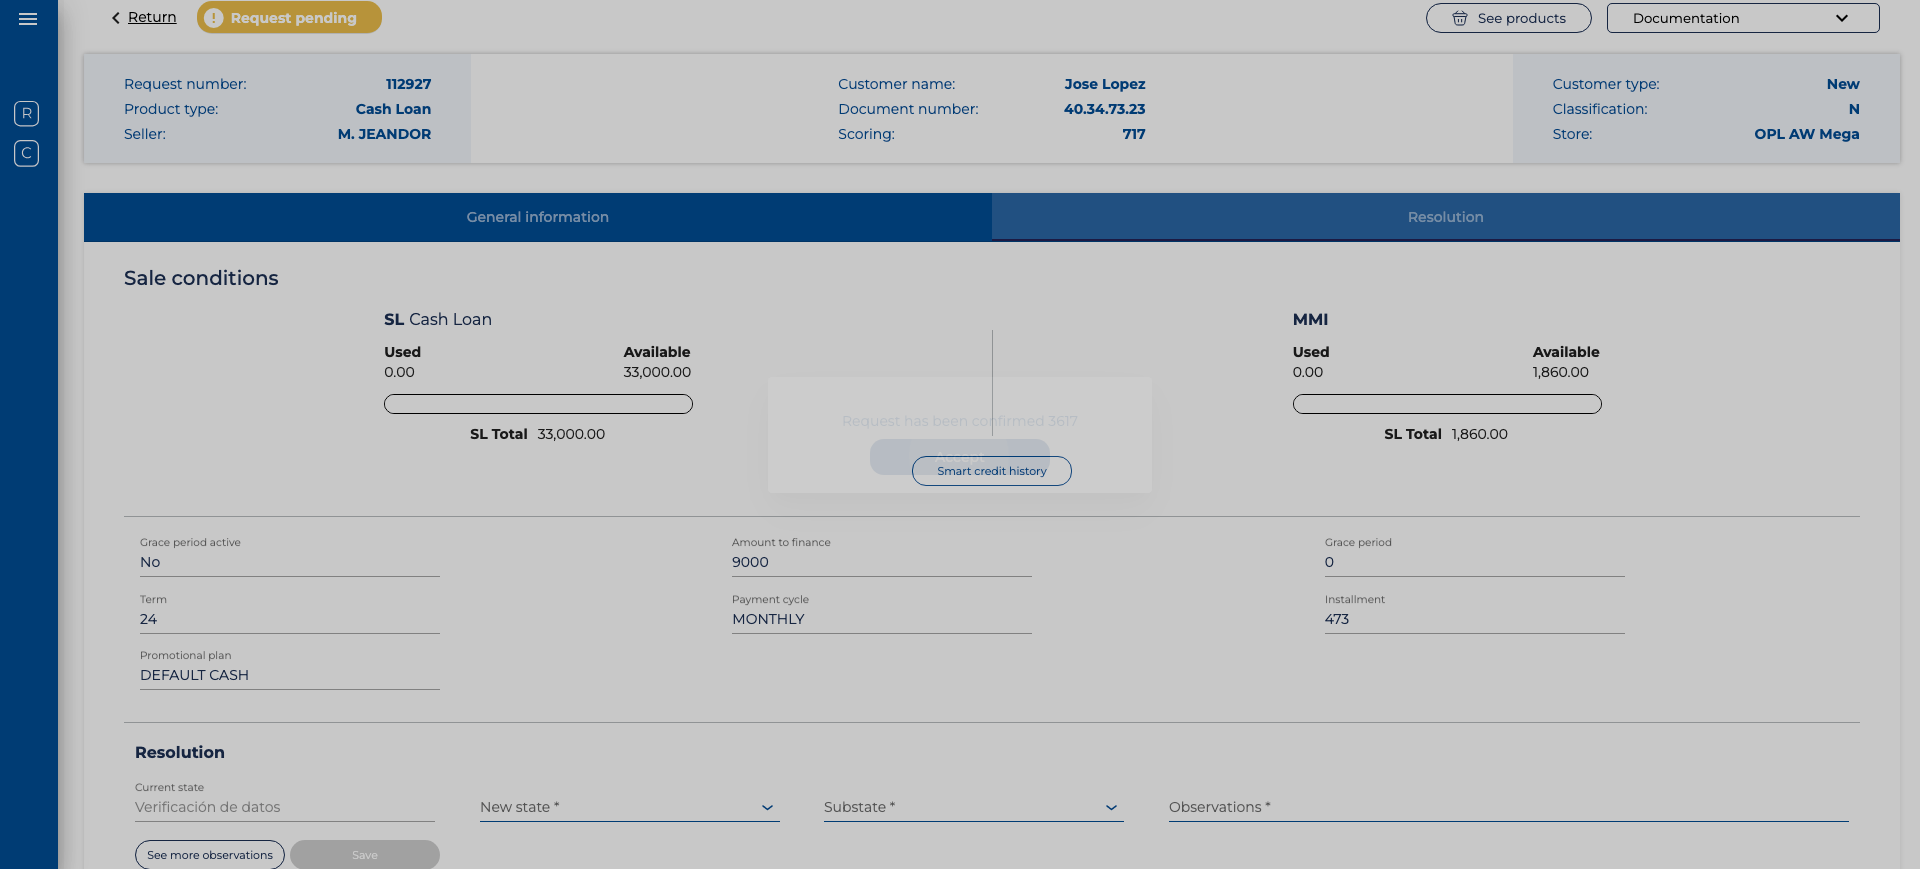 Return
Request pending
See products
Documentation
R
C
Request number: 112927
Product type: Cash Loan
Seller: M. JEANDOR
Customer name: Jose Lopez
Document number: 40.34.73.23
Scoring: 717
Customer type: New
Classification: N
Store: OPL AW Mega
General information
Resolution
Sale conditions
SL Cash Loan
Used Available
0.00 33,000.00
SL Total 33,000.00
MMI
Used Available
0.00 1,860.00
SL Total 1,860.00
Request has been confirmed 3617
Accept
Smart credit history
Grace period active
No
Amount to finance
9000
Grace period
0
Term
24
Payment cycle
MONTHLY
Installment
473
Promotional plan
DEFAULT CASH
Resolution
Current state
Verificación de datos
New state *
Substate *
Observations *
See more observations
Save